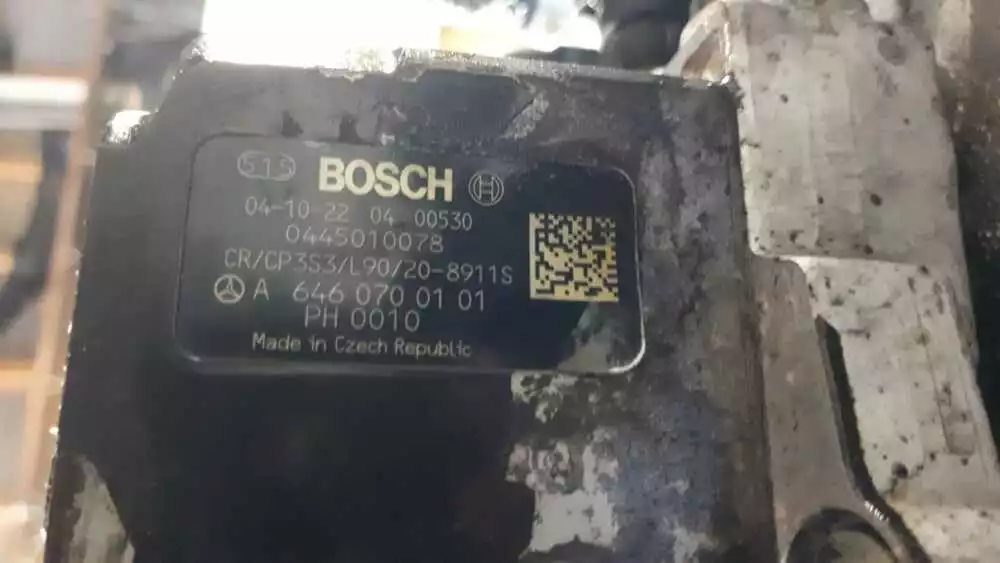 515 BOSCH
04-10-22 04 00530
0445010078
CR/CP3S3/L90/20-8911S
A 646 070 01 01
PH 0010
Made in Czech Republic